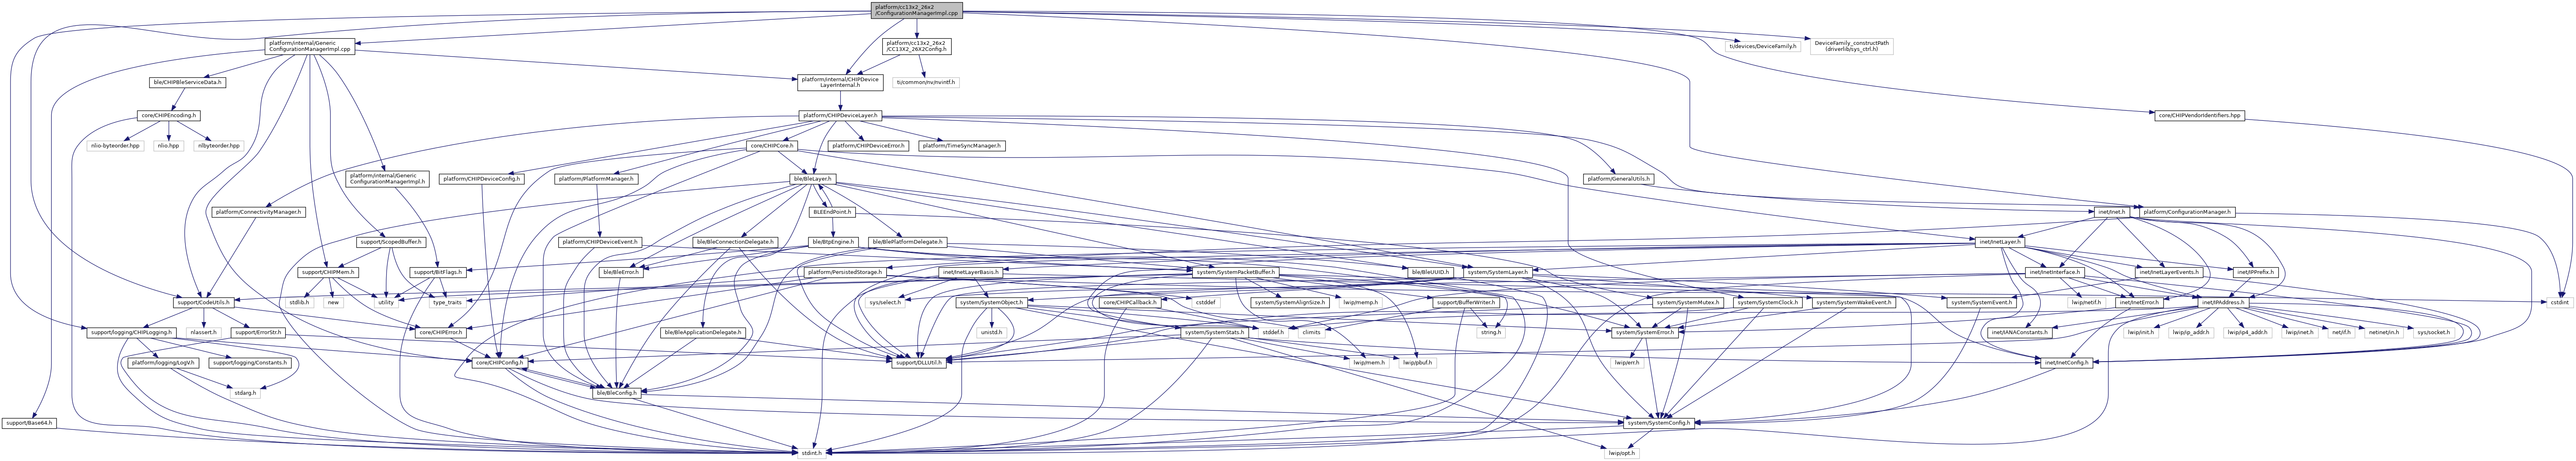 platform/cc13x2_26x2
/ConfigurationManagerImpl.cpp
platform/internal/Generic
ConfigurationManagerImpl.cpp
platform/cc13x2_26x2
/CC13X2_26X2Config.h
ti/devices/DeviceFamily.h
DeviceFamily_constructPath
(driverlib/sys_ctrl.h)
ble/CHIPBleServiceData.h
platform/internal/CHIPDevice
LayerInternal.h
ti/common/nv/nvintf.h
core/CHIPEncoding.h
platform/CHIPDeviceLayer.h
core/CHIPVendorIdentifiers.hpp
nlio-byteorder.hpp
nlio.hpp
nlbyteorder.hpp
core/CHIPCore.h
platform/CHIPDeviceError.h
platform/TimeSyncManager.h
platform/internal/Generic
ConfigurationManagerImpl.h
platform/CHIPDeviceConfig.h
platform/PlatformManager.h
ble/BleLayer.h
platform/GeneralUtils.h
platform/ConnectivityManager.h
BLEEndPoint.h
inet/Inet.h
platform/ConfigurationManager.h
support/ScopedBuffer.h
platform/CHIPDeviceEvent.h
ble/BleConnectionDelegate.h
ble/BtpEngine.h
ble/BlePlatformDelegate.h
inet/InetLayer.h
support/CHIPMem.h
support/BitFlags.h
ble/BleError.h
platform/PersistedStorage.h
inet/InetLayerBasis.h
system/SystemPacketBuffer.h
ble/BleUUID.h
system/SystemLayer.h
inet/InetInterface.h
inet/InetLayerEvents.h
inet/IPPrefix.h
support/CodeUtils.h
stdlib.h
new
utility
type_traits
sys/select.h
system/SystemObject.h
core/CHIPCallback.h
cstddef
system/SystemAlignSize.h
lwip/memp.h
support/BufferWriter.h
system/SystemMutex.h
system/SystemClock.h
system/SystemWakeEvent.h
system/SystemEvent.h
lwip/netif.h
inet/InetError.h
inet/IPAddress.h
cstdint
support/logging/CHIPLogging.h
nlassert.h
support/ErrorStr.h
core/CHIPError.h
ble/BleApplicationDelegate.h
unistd.h
system/SystemStats.h
stddef.h
climits
string.h
system/SystemError.h
inet/IANAConstants.h
lwip/init.h
lwip/ip_addr.h
lwip/ip4_addr.h
lwip/inet.h
net/if.h
netinet/in.h
sys/socket.h
platform/logging/LogV.h
support/logging/Constants.h
core/CHIPConfig.h
support/DLLUtil.h
lwip/mem.h
lwip/pbuf.h
lwip/err.h
inet/InetConfig.h
stdarg.h
ble/BleConfig.h
support/Base64.h
system/SystemConfig.h
stdint.h
lwip/opt.h